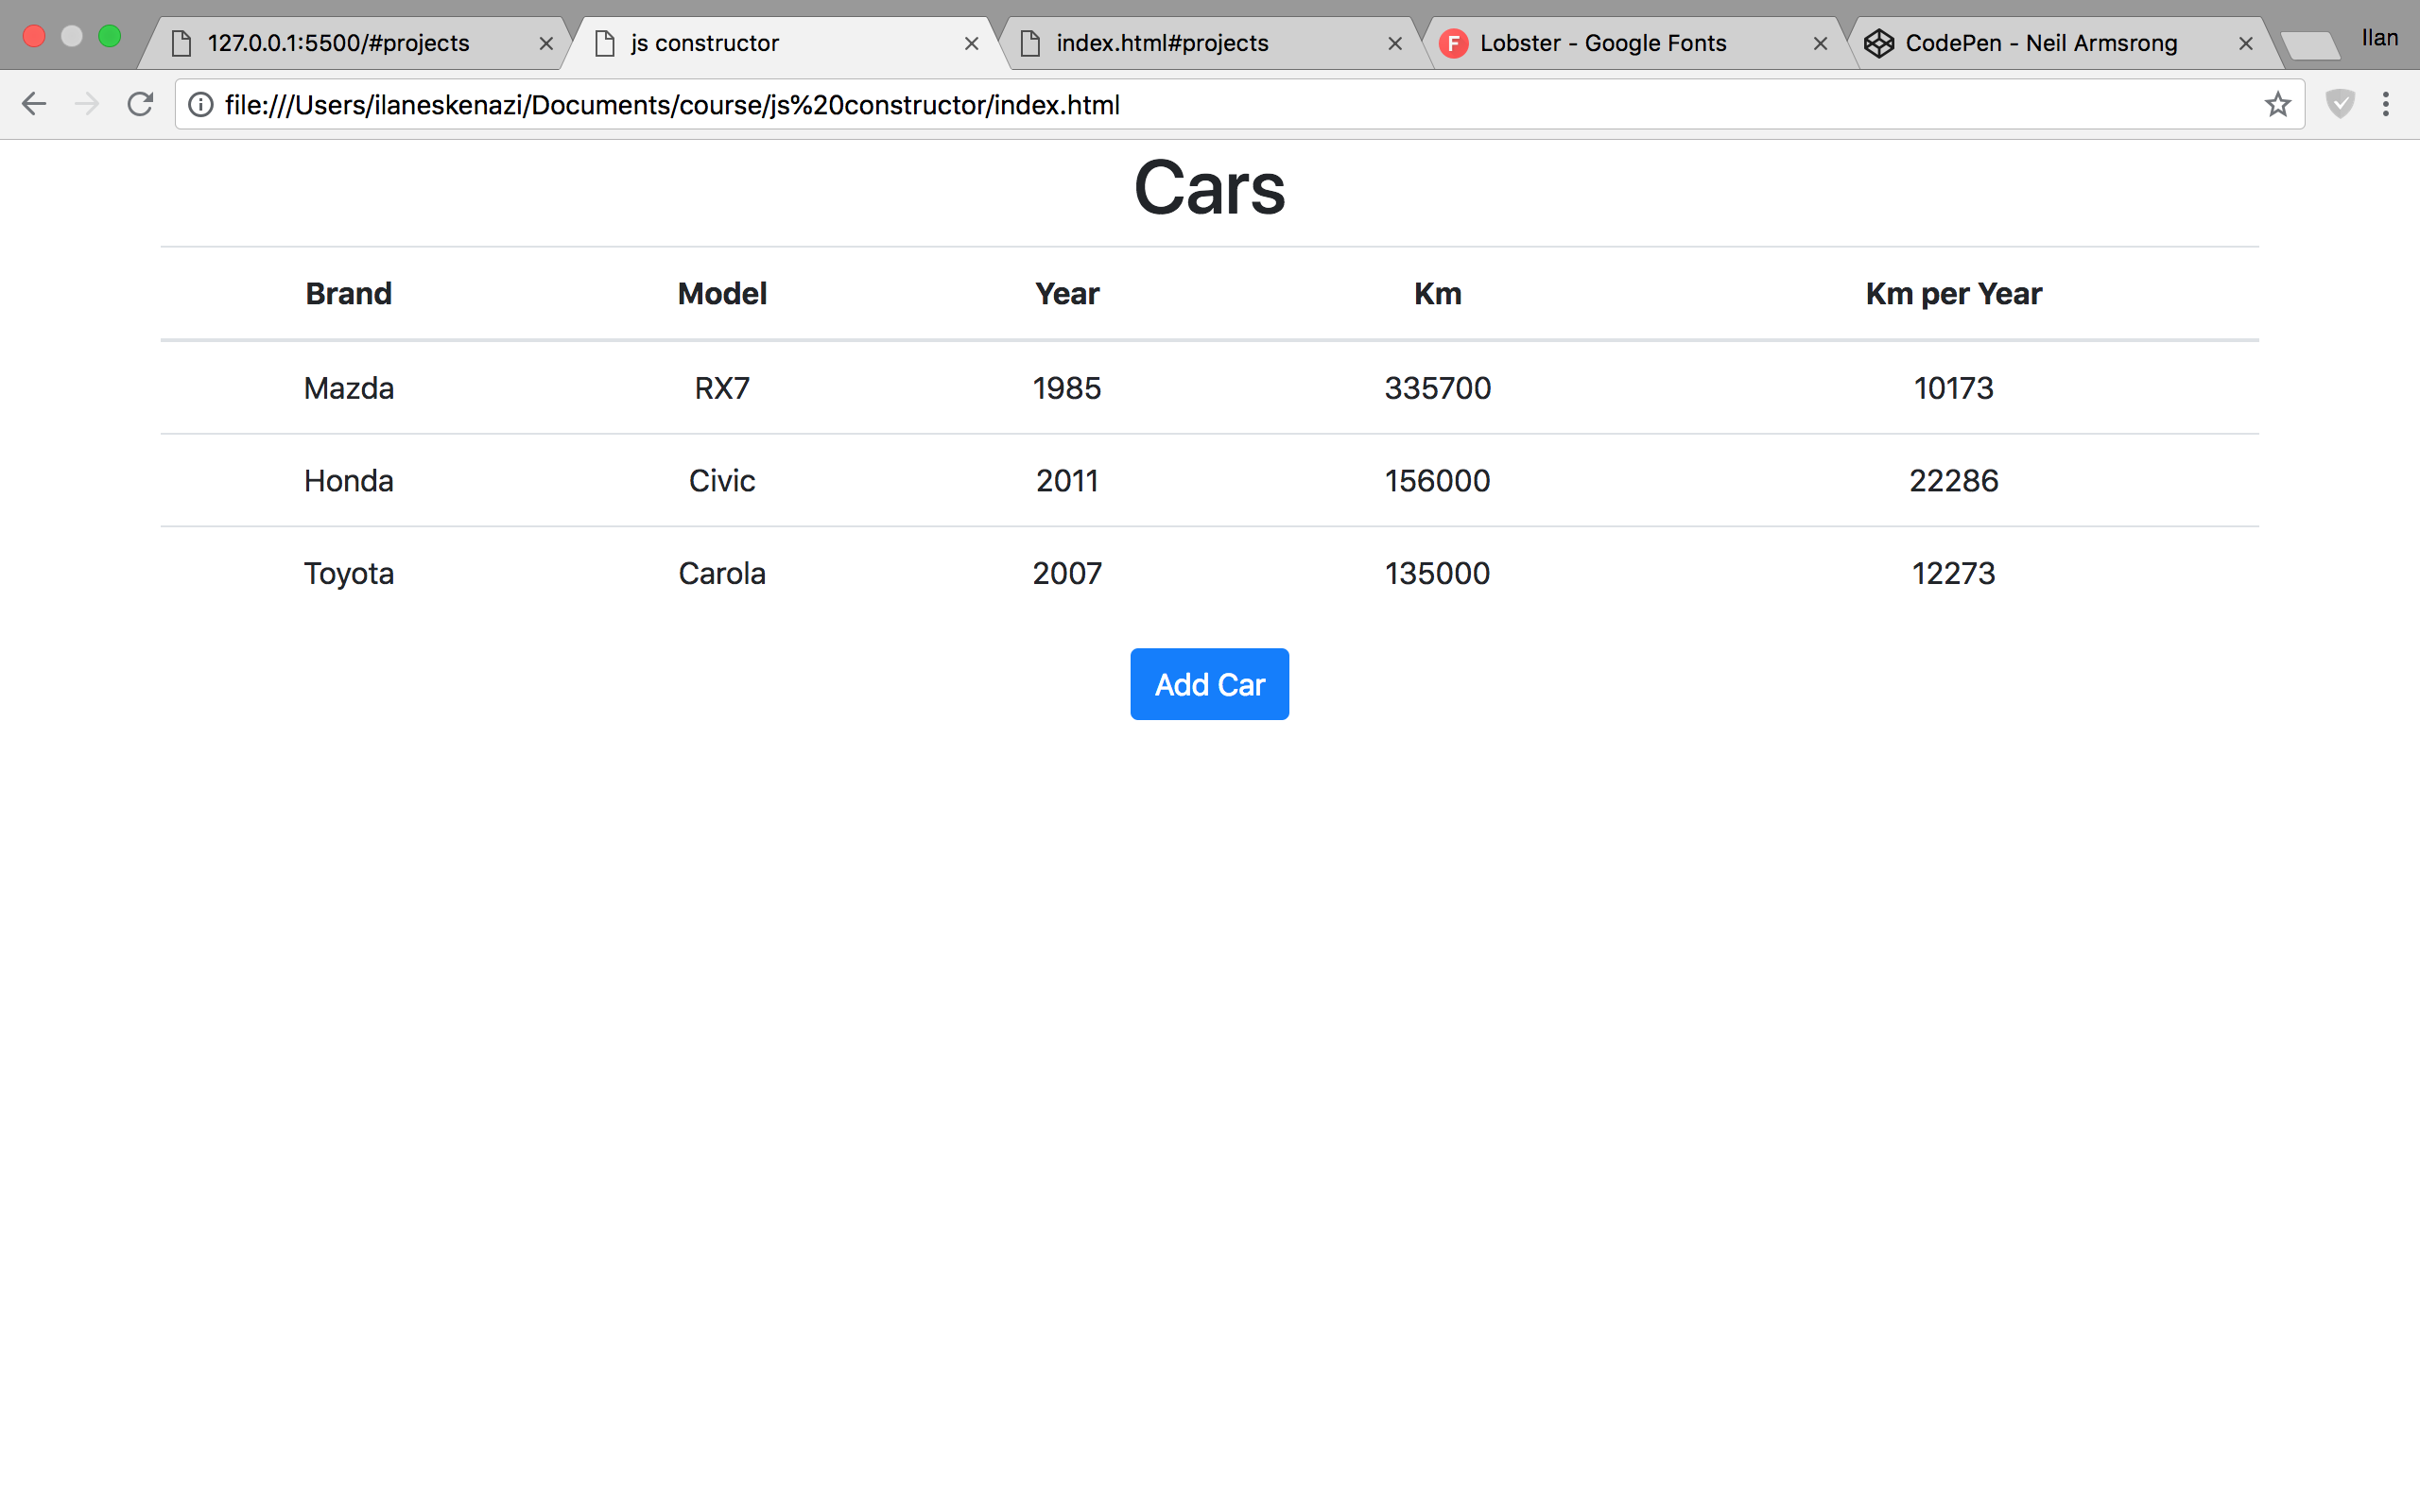 127.0.0.1:5500/#projects js constructor index.html#projects Lobster - Google Fonts CodePen - Neil Armsrong Ilan
file:///Users/ilaneskenazi/Documents/course/js%20constructor/index.html
Cars
Brand Model Year Km Km per Year
Mazda RX7 1985 335700 10173
Honda Civic 2011 156000 22286
Toyota Carola 2007 135000 12273
Add Car